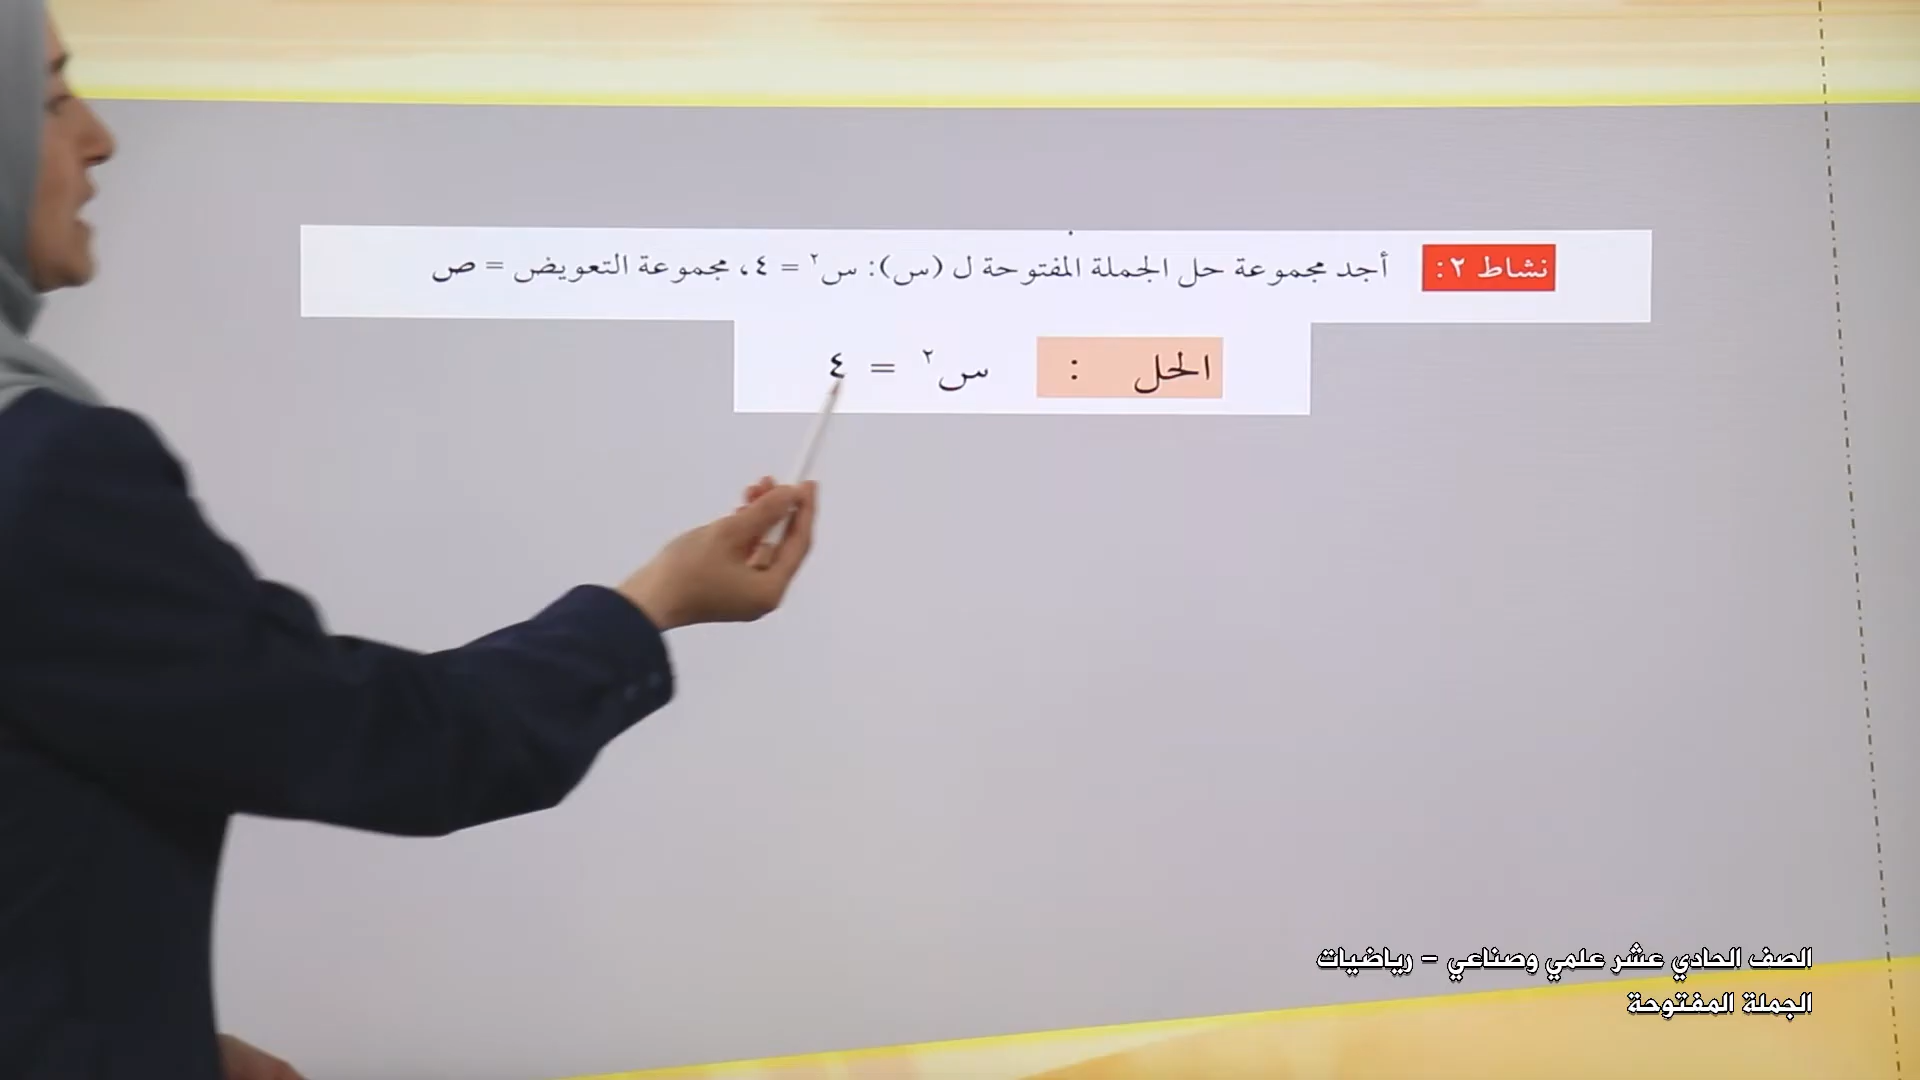 نشاط ٢: أجد مجموعة حل الجملة المفتوحة ل (س): س٢ = ٤، مجموعة التعويض = ص
الحل : س٢ = ٤
الصف الحادي عشر علمي وصناعي - رياضيات
الجملة المفتوحة